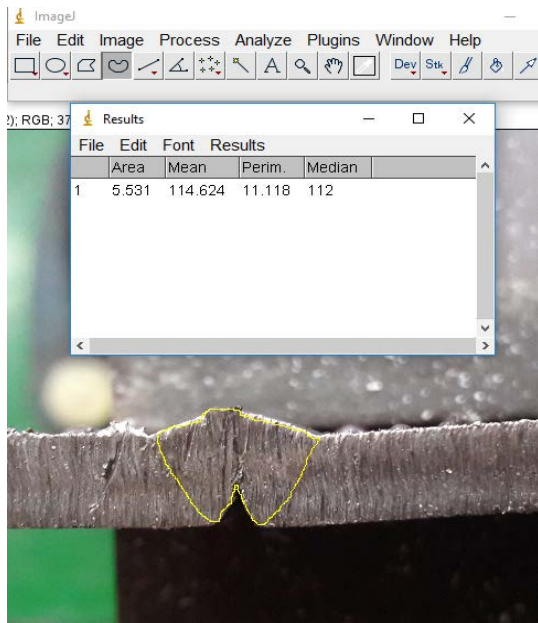 ImageJ
File Edit Image Process Analyze Plugins Window Help
A Dev Stk
2); RGB; 37
Results
File Edit Font Results
Area Mean Perim. Median
1 5.531 114.624 11.118 112